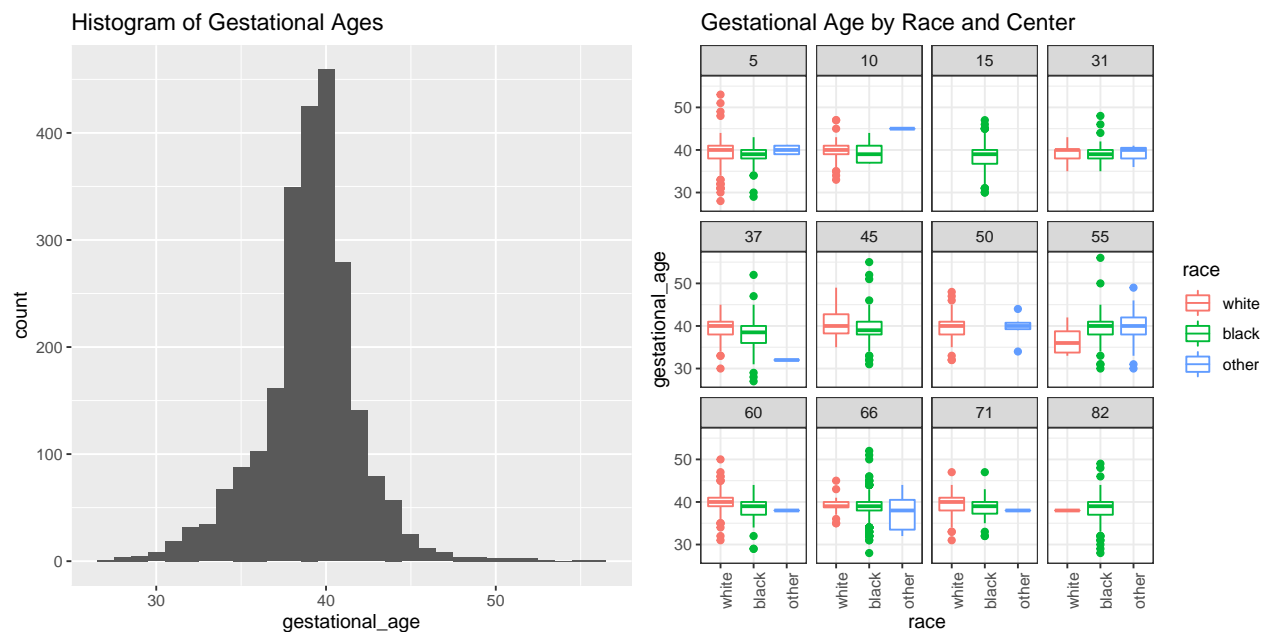 Histogram of Gestational Ages
400
300
200
100
0
count
30 40 50
gestational_age
Gestational Age by Race and Center
5 10 15 31
50
40
30
37 45 50 55
50
40
30
60 66 71 82
50
40
30
gestational_age
white black other white black other white black other white black other
race
race
white
black
other